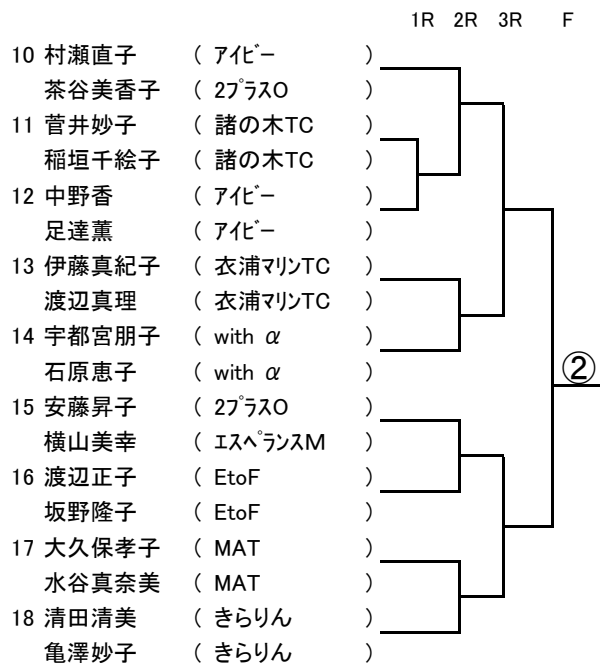 1R 2R 3R F
10 村瀬直子 ( アイビー )
茶谷美香子 ( 2プラスO )
11 菅井妙子 ( 諸の木TC )
稲垣千絵子 ( 諸の木TC )
12 中野香 ( アイビー )
足達薫 ( アイビー )
13 伊藤真紀子 ( 衣浦マリンTC )
渡辺真理 ( 衣浦マリンTC )
14 宇都宮朋子 ( with α )
石原恵子 ( with α )
②
15 安藤昇子 ( 2プラスO )
横山美幸 ( エスペランスM )
16 渡辺正子 ( EtoF )
坂野隆子 ( EtoF )
17 大久保孝子 ( MAT )
水谷真奈美 ( MAT )
18 清田清美 ( きらりん )
亀澤妙子 ( きらりん )